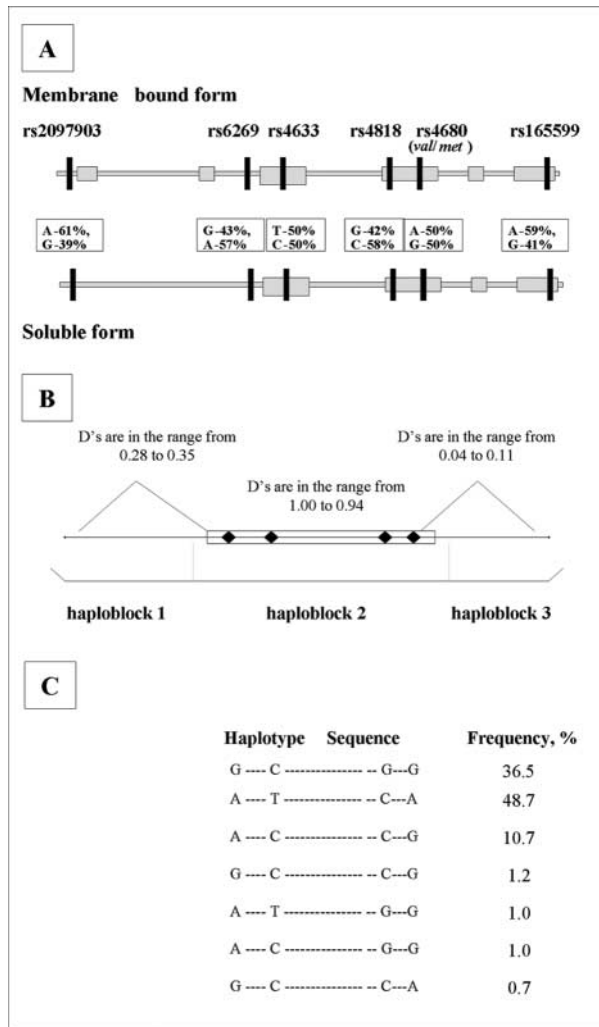 A
Membrane bound form
rs2097903 rs6269 rs4633 rs4818 rs4680 rs165599
(val/met )
A-61%, G-43%, T-50% G-42% A-50% A-59%,
G-39% A-57% C-50% C-58% G-50% G-41%
Soluble form
B
D's are in the range from
0.28 to 0.35
D's are in the range from
0.04 to 0.11
D's are in the range from
1.00 to 0.94
haploblock 1 haploblock 2 haploblock 3
C
Haplotype Sequence Frequency, %
G ---- C --------------- -- G---G 36.5
A ---- T --------------- -- C---A 48.7
A ---- C --------------- -- C---G 10.7
G ---- C --------------- -- C---G 1.2
A ---- T --------------- -- G---G 1.0
A ---- C --------------- -- G---G 1.0
G ---- C --------------- -- C---A 0.7